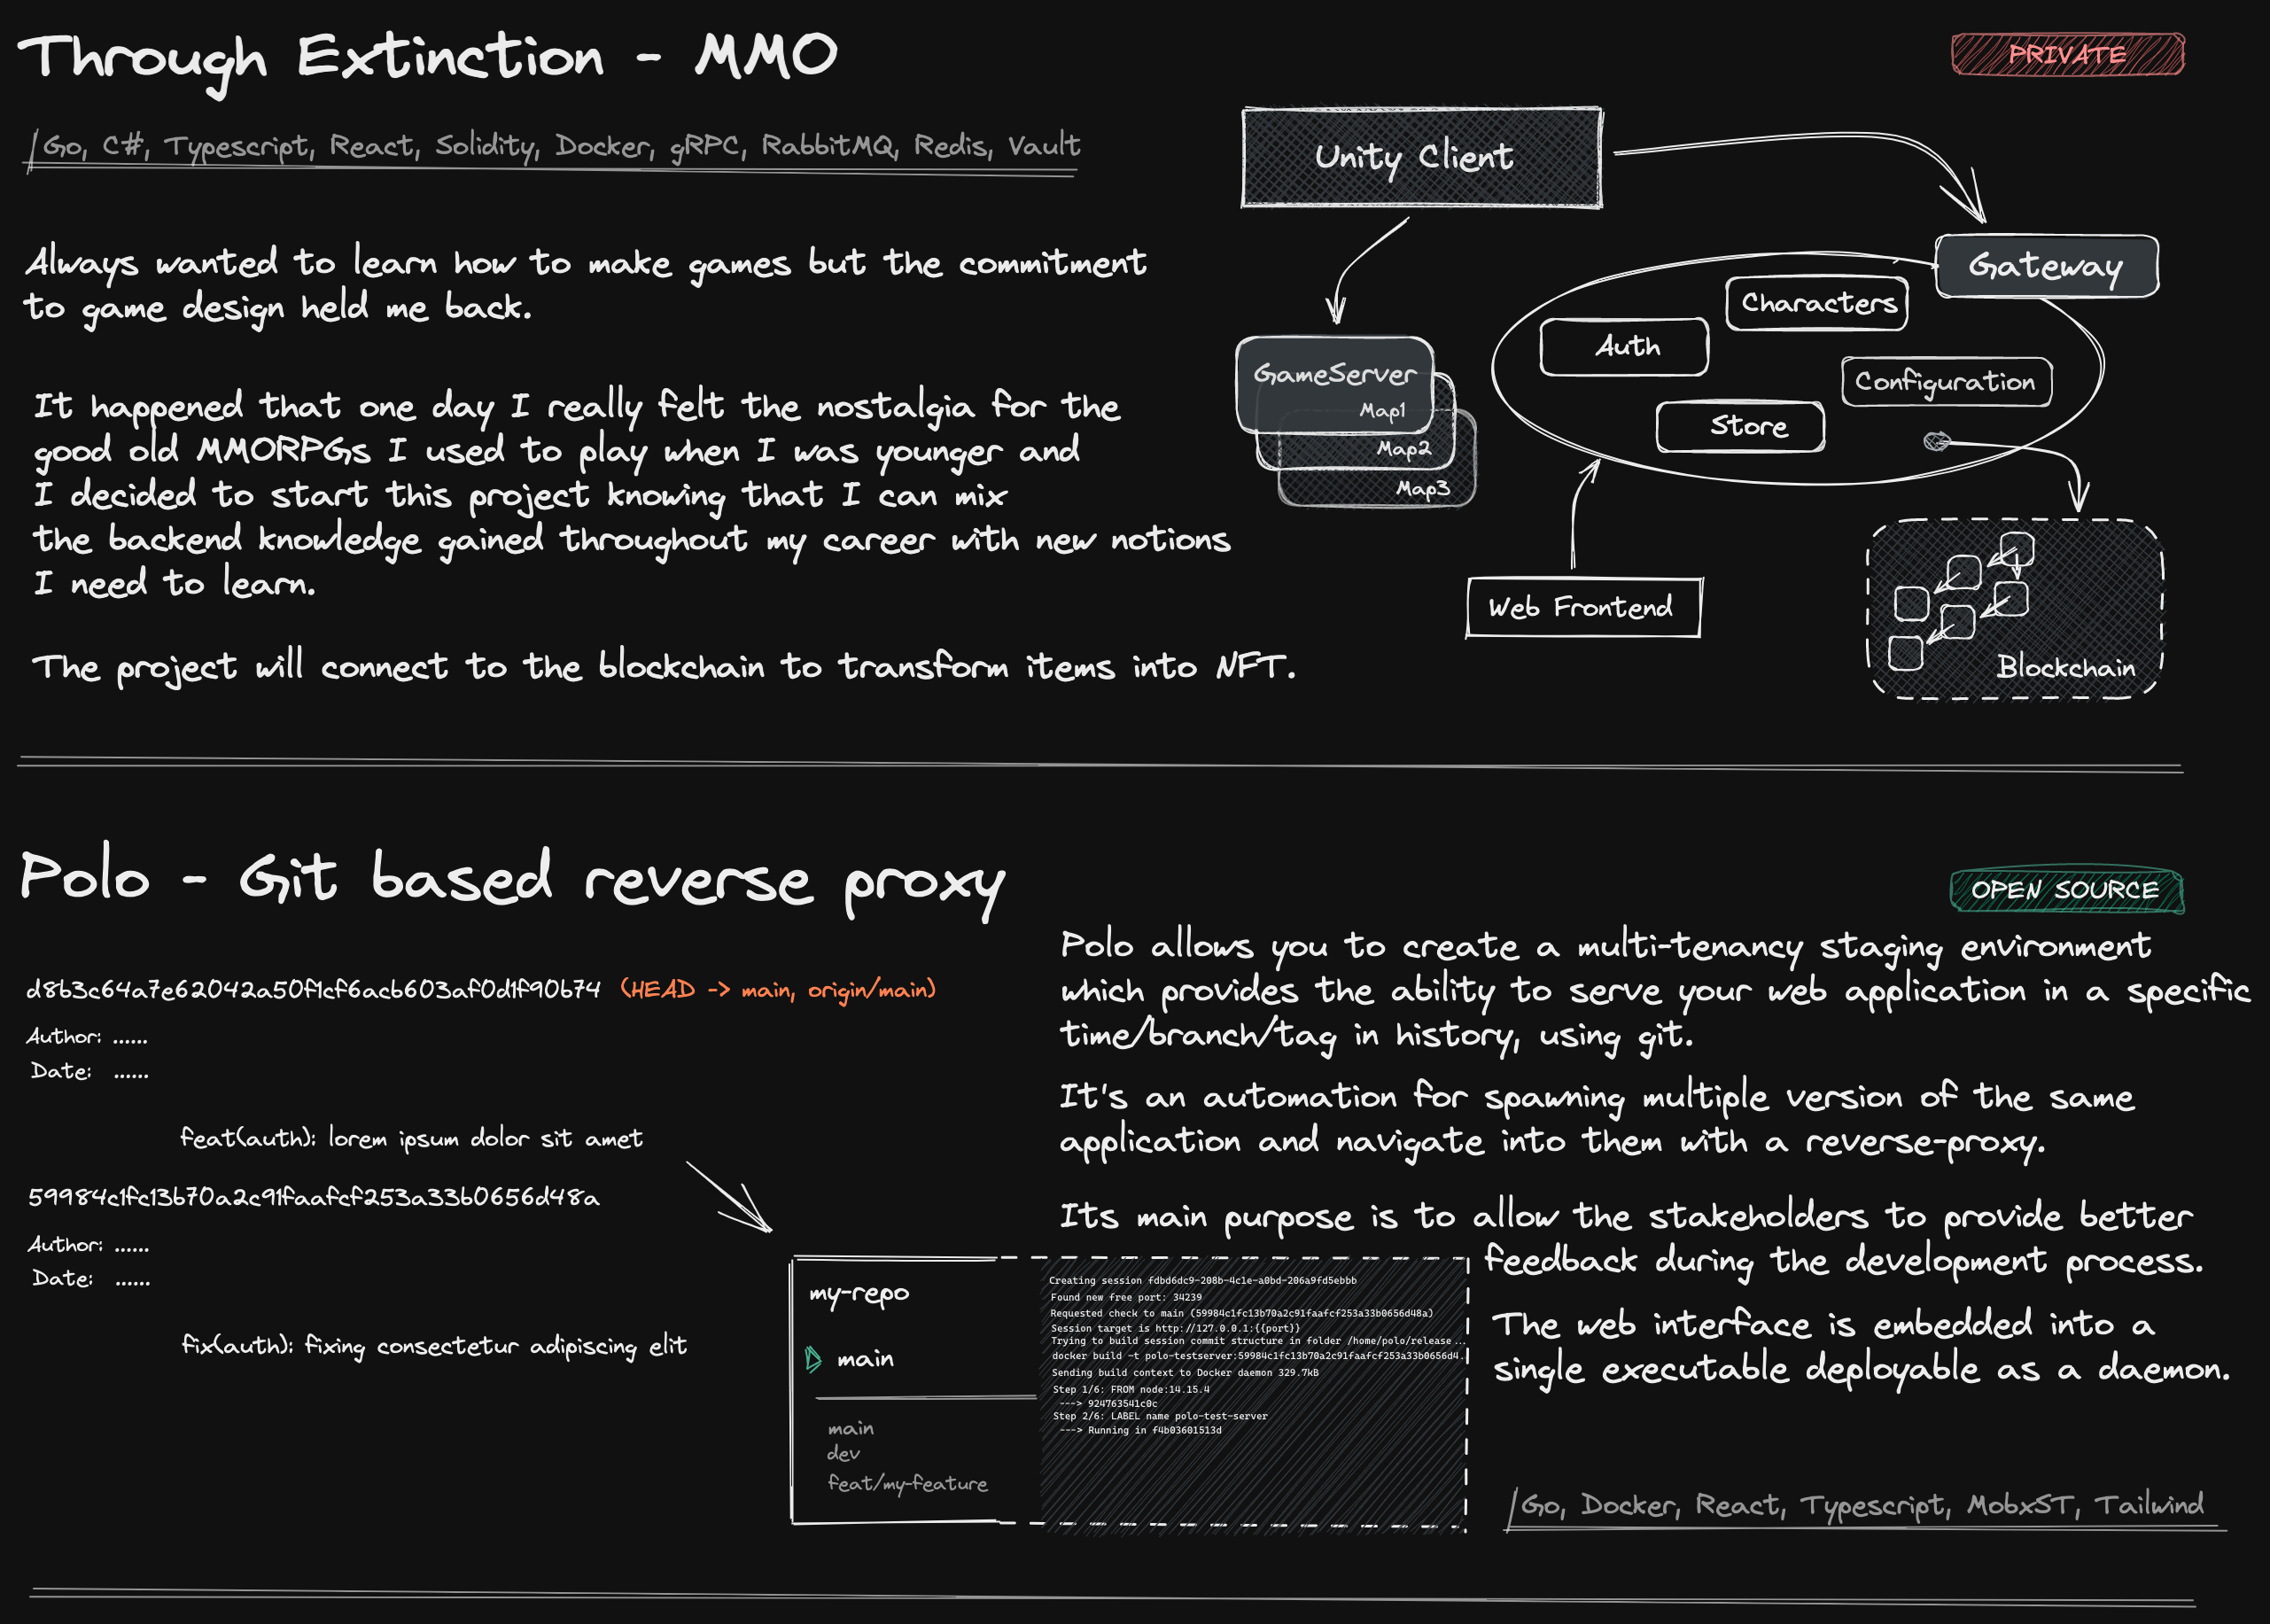 Through Extinction - MMO
PRIVATE
Go, C#, Typescript, React, Solidity, Docker, gRPC, RabbitMQ, Redis, Vault
Always wanted to learn how to make games but the commitment
to game design held me back.
It happened that one day I really felt the nostalgia for the
good old MMORPGs I used to play when I was younger and
I decided to start this project knowing that I can mix
the backend knowledge gained throughout my career with new notions
I need to learn.
The project will connect to the blockchain to transform items into NFT.
Unity Client
Gateway
Characters
Auth
Configuration
Store
GameServer
Map1
Map2
Map3
Web Frontend
Blockchain
Polo - Git based reverse proxy
OPEN SOURCE
d8b3c64a7e62042a50f1cf6acb603af0d1f90b74 (HEAD -> main, origin/main)
Author: ......
Date: ......
feat(auth): lorem ipsum dolor sit amet
59984c1fc13b70a2c91faafcf253a33b0656d48a
Author: ......
Date: ......
fix(auth): fixing consectetur adipiscing elit
Polo allows you to create a multi-tenancy staging environment
which provides the ability to serve your web application in a specific
time/branch/tag in history, using git.
It's an automation for spawning multiple version of the same
application and navigate into them with a reverse-proxy.
Its main purpose is to allow the stakeholders to provide better
feedback during the development process.
The web interface is embedded into a
single executable deployable as a daemon.
my-repo
main
main
dev
feat/my-feature
Creating session fdbd6dc9-208b-4c1e-a0bd-206a9fd5ebbb
Found new free port: 34239
Requested check to main (59984c1fc13b70a2c91faafcf253a33b0656d48a)
Session target is http://127.0.0.1:{{port}}
Trying to build session commit structure in folder /home/polo/release...
docker build -t polo-testserver:59984c1fc13b70a2c91faafcf253a33b0656d4..
Sending build context to Docker daemon 329.7kB
Step 1/6: FROM node:14.15.4
---> 924763541c0c
Step 2/6: LABEL name polo-test-server
---> Running in f4b03601513d
Go, Docker, React, Typescript, MobxST, Tailwind